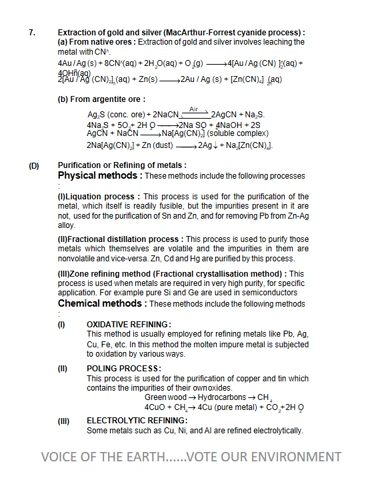 7. Extraction of gold and silver (MacArthur-Forrest cyanide process) :
(a) From native ores : Extraction of gold and silver involves leaching the
metal with CN⁻.
4Au / Ag (s) + 8CN⁻(aq) + 2H₂O(aq) + O₂(g) ⟶ 4[Au / Ag (CN)₂]⁻(aq) +
4OH⁻(aq)
2[Au / Ag (CN)₂]⁻(aq) + Zn(s) ⟶ 2Au / Ag (s) + [Zn(CN)₄]²⁻(aq)
(b) From argentite ore :
Ag₂S (conc. ore) + 2NaCN ⇌ Air 2AgCN + Na₂S.
4Na₂S + 5O₂ + 2H₂O ⟶ 2Na₂SO₄ + 4NaOH + 2S
AgCN + NaCN ⟶ Na[Ag(CN)₂] (soluble complex)
2Na[Ag(CN)₂] + Zn (dust) ⟶ 2Ag ↓ + Na₂[Zn(CN)₄].
(D) Purification or Refining of metals :
Physical methods : These methods include the following processes
:
(I)Liquation process : This process is used for the purification of the
metal, which itself is readily fusible, but the impurities present in it are
not, used for the purification of Sn and Zn, and for removing Pb from Zn-Ag
alloy.
(II)Fractional distillation process : This process is used to purify those
metals which themselves are volatile and the impurities in them are
nonvolatile and vice-versa. Zn, Cd and Hg are purified by this process.
(III)Zone refining method (Fractional crystallisation method) : This
process is used when metals are required in very high purity, for specific
application. For example pure Si and Ge are used in semiconductors
Chemical methods : These methods include the following methods
:
(I) OXIDATIVE REFINING :
This method is usually employed for refining metals like Pb, Ag,
Cu, Fe, etc. In this method the molten impure metal is subjected
to oxidation by various ways.
(II) POLING PROCESS :
This process is used for the purification of copper and tin which
contains the impurities of their own oxides.
Green wood → Hydrocarbons → CH₄
4CuO + CH₄ → 4Cu (pure metal) + CO₂ + 2H₂O
(III) ELECTROLYTIC REFINING :
Some metals such as Cu, Ni, and Al are refined electrolytically.
VOICE OF THE EARTH......VOTE OUR ENVIRONMENT